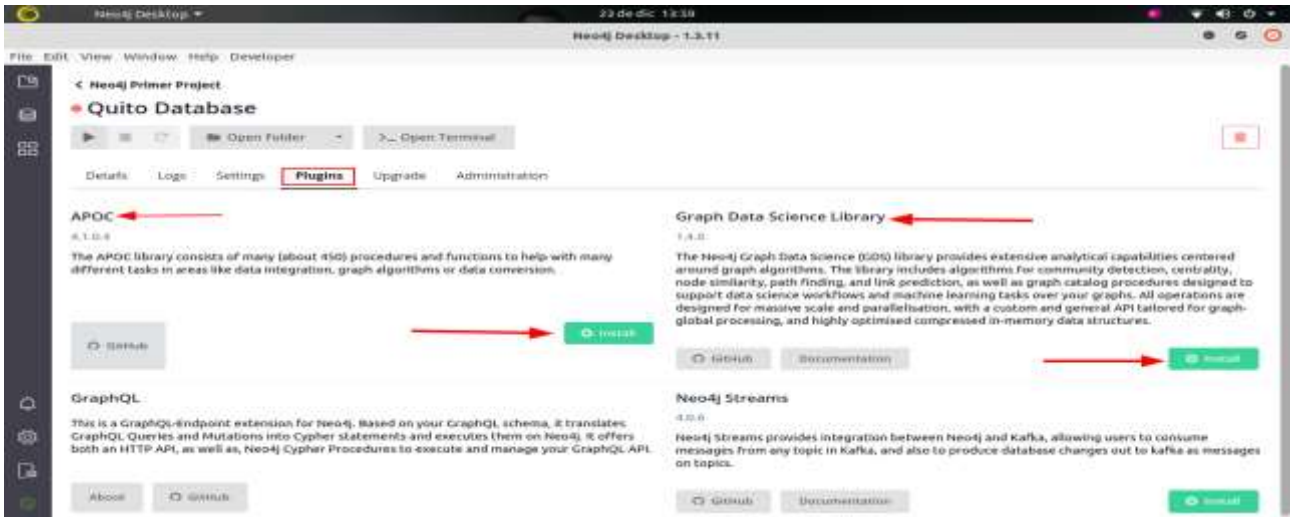 Neo4j Desktop
23 de dic 13:59
Neo4j Desktop - 1.3.11
File Edit View Window Help Developer
< Neo4j Primer Project
Quito Database
Open Folder
>_ Open Terminal
Details Logs Settings Plugins Upgrade Administration
APOC
4.1.0.4
The APOC library consists of many (about 450) procedures and functions to help with many
different tasks in areas like data integration, graph algorithms or data conversion.
GitHub
Install
Graph Data Science Library
1.4.0
The Neo4j Graph Data Science (GDS) library provides extensive analytical capabilities centered
around graph algorithms. The library includes algorithms for community detection, centrality,
node similarity, path finding, and link prediction, as well as graph catalog procedures designed to
support data science workflows and machine learning tasks over your graphs. All operations are
designed for massive scale and parallelisation, with a custom and general API tailored for graph-
global processing, and highly optimised compressed in-memory data structures.
GitHub Documentation Install
GraphQL
This is a GraphQL-Endpoint extension for Neo4j. Based on your GraphQL schema, it translates
GraphQL Queries and Mutations into Cypher statements and executes them on Neo4j. It offers
both an HTTP API, as well as, Neo4j Cypher Procedures to execute and manage your GraphQL API.
About GitHub
Neo4j Streams
4.0.6
Neo4j Streams provides integration between Neo4j and Kafka, allowing users to consume
messages from any topic in Kafka, and also to produce database changes out to kafka as messages
on topics.
GitHub Documentation Install